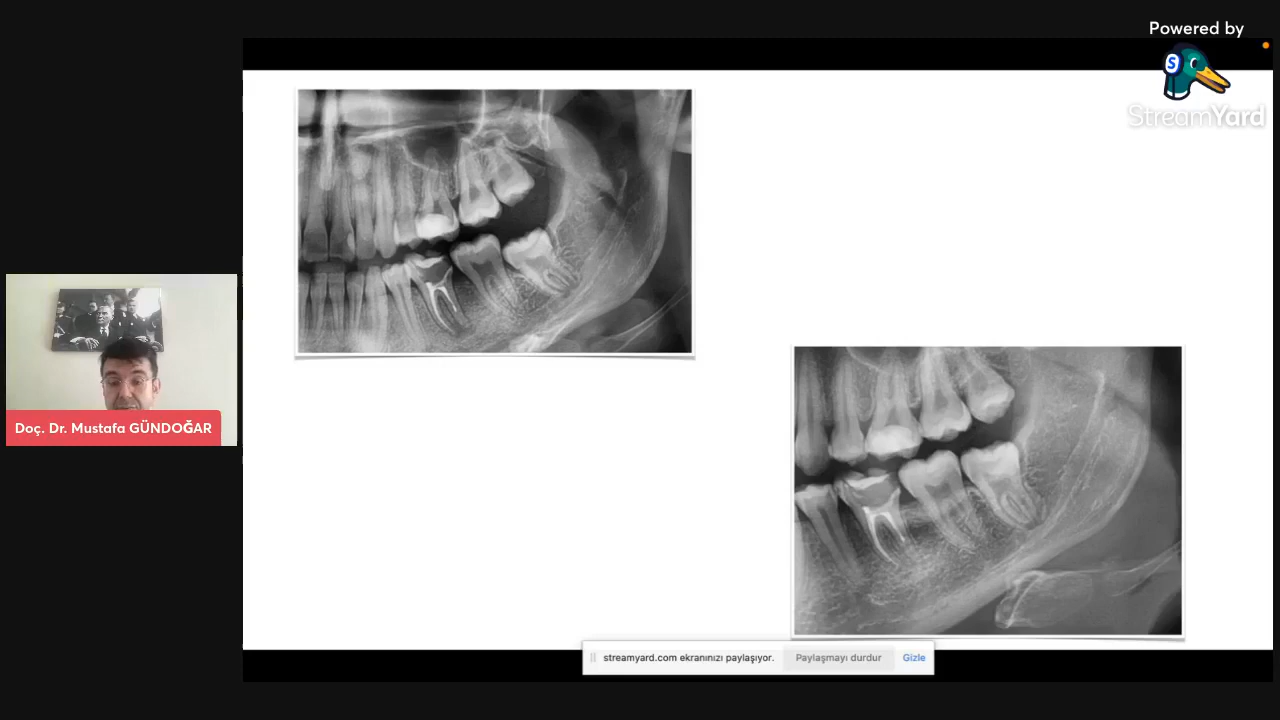 Powered by
S
StreamYard
Doç. Dr. Mustafa GÜNDOĞAR
streamyard.com ekranınızı paylaşıyor.
Paylaşmayı durdur
Gizle